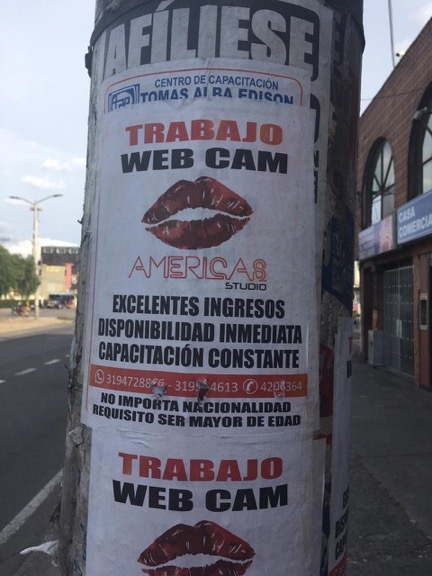 AFÍLIESE
CENTRO DE CAPACITACIÓN
TOMAS ALBA EDISON
TRABAJO
WEB CAM
AMERICAS
STUDIO
EXCELENTES INGRESOS
DISPONIBILIDAD INMEDIATA
CAPACITACIÓN CONSTANTE
NO IMPORTA NACIONALIDAD
REQUISITO SER MAYOR DE EDAD
TRABAJO
WEB CAM
CASA
COMERCIAL